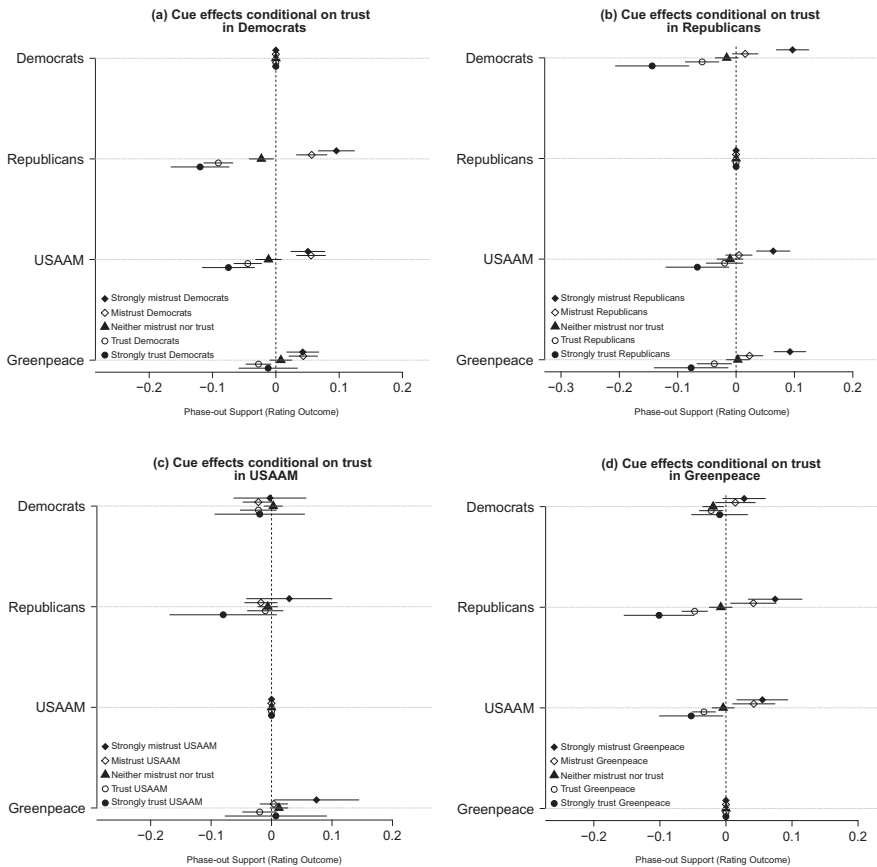 (a) Cue effects conditional on trust
in Democrats
Democrats
Republicans
USAAM
Greenpeace
Strongly mistrust Democrats
Mistrust Democrats
Neither mistrust nor trust
Trust Democrats
Strongly trust Democrats
−0.2 −0.1 0 0.1 0.2
Phase-out Support (Rating Outcome)
(b) Cue effects conditional on trust
in Republicans
Democrats
Republicans
USAAM
Greenpeace
Strongly mistrust Republicans
Mistrust Republicans
Neither mistrust nor trust
Trust Republicans
Strongly trust Republicans
−0.3 −0.2 −0.1 0 0.1 0.2
Phase-out Support (Rating Outcome)
(c) Cue effects conditional on trust
in USAAM
Democrats
Republicans
USAAM
Greenpeace
Strongly mistrust USAAM
Mistrust USAAM
Neither mistrust nor trust
Trust USAAM
Strongly trust USAAM
−0.2 −0.1 0 0.1 0.2
Phase-out Support (Rating Outcome)
(d) Cue effects conditional on trust
in Greenpeace
Democrats
Republicans
USAAM
Greenpeace
Strongly mistrust Greenpeace
Mistrust Greenpeace
Neither mistrust nor trust
Trust Greenpeace
Strongly trust Greenpeace
−0.2 −0.1 0 0.1 0.2
Phase-out Support (Rating Outcome)